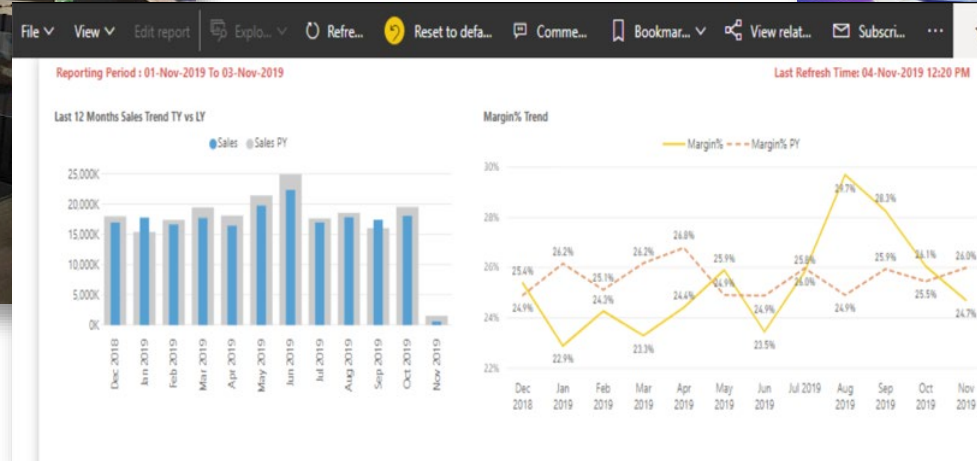 File View Edit report Explo... Refre... Reset to defa... Comme... Bookmar... View relat... Subscri... ...
Reporting Period : 01-Nov-2019 To 03-Nov-2019
Last Refresh Time: 04-Nov-2019 12:20 PM
Last 12 Months Sales Trend TY vs LY
Sales Sales PY
25,000K
20,000K
15,000K
10,000K
5,000K
0K
Dec 2018
Jan 2019
Feb 2019
Mar 2019
Apr 2019
May 2019
Jun 2019
Jul 2019
Aug 2019
Sep 2019
Oct 2019
Nov 2019
Margin% Trend
Margin% Margin% PY
30%
28%
26%
24%
22%
25.4%
24.9%
26.2%
22.9%
25.1%
24.3%
26.2%
23.3%
26.8%
24.4%
25.9%
24.9%
24.9%
23.5%
25.8%
26.0%
29.7%
24.9%
28.3%
25.9%
26.1%
25.5%
26.0%
24.7%
Dec Jan Feb Mar Apr May Jun Jul 2019 Aug Sep Oct Nov
2018 2019 2019 2019 2019 2019 2019 2019 2019 2019 2019